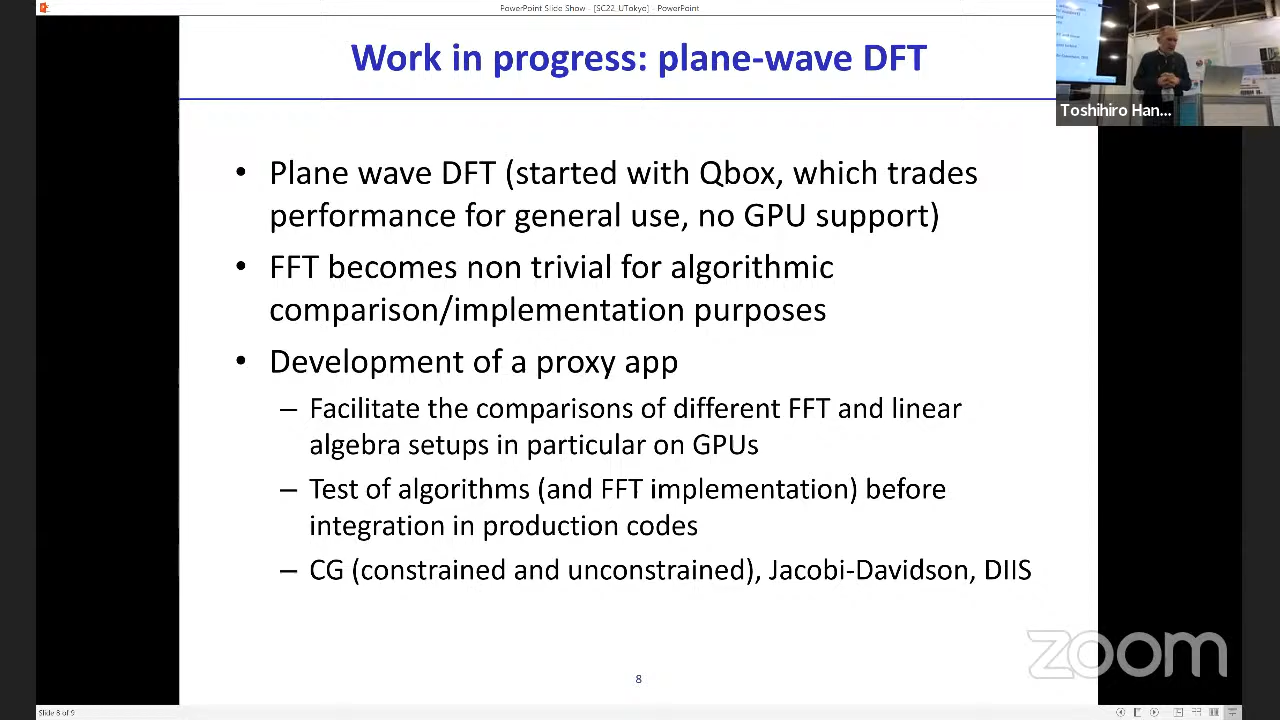 PowerPoint Slide Show - [SC22_UTokyo] - PowerPoint
Work in progress: plane-wave DFT
Toshihiro Han...
• Plane wave DFT (started with Qbox, which trades
performance for general use, no GPU support)
• FFT becomes non trivial for algorithmic
comparison/implementation purposes
• Development of a proxy app
– Facilitate the comparisons of different FFT and linear
algebra setups in particular on GPUs
– Test of algorithms (and FFT implementation) before
integration in production codes
– CG (constrained and unconstrained), Jacobi-Davidson, DIIS
zoom
8
Slide 8 of 9